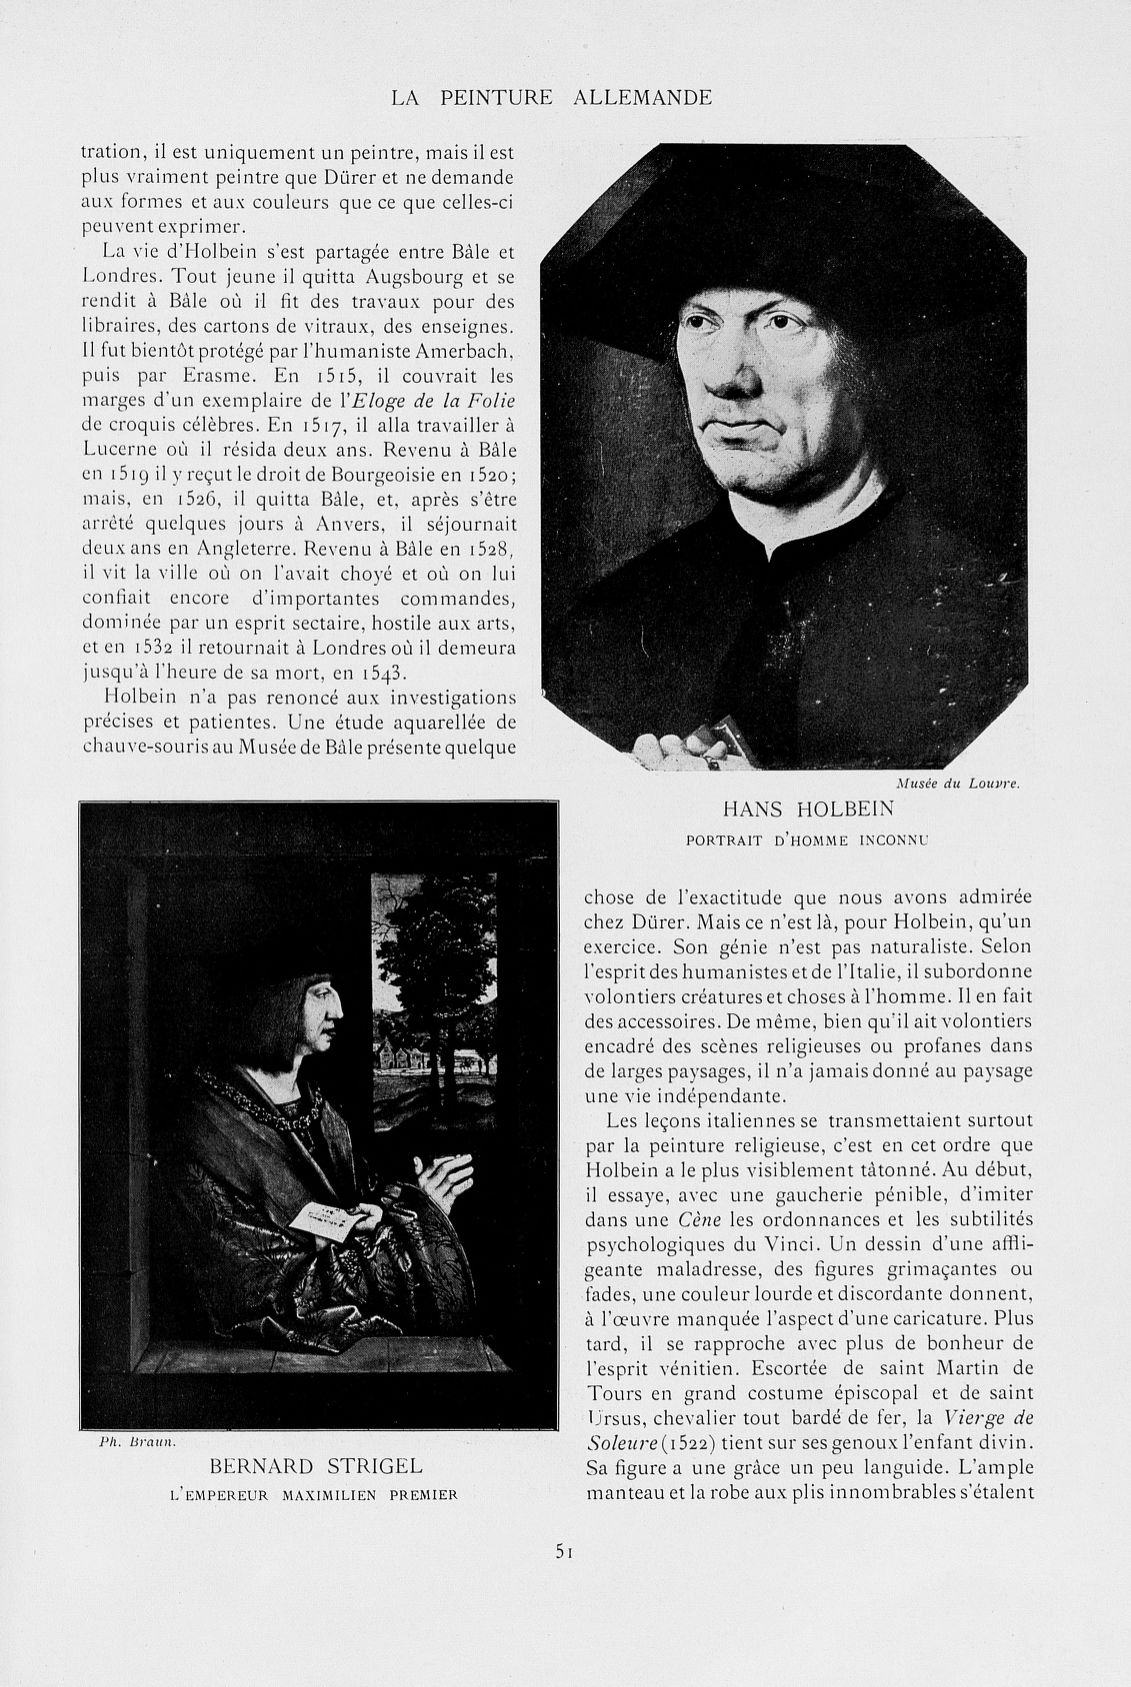 LA PEINTURE ALLEMANDE
tration, il est uniquement un peintre, mais il est
plus vraiment peintre que Dürer et ne demande
aux formes et aux couleurs que ce que celles-ci
peuvent exprimer.
La vie d'Holbein s'est partagée entre Bâle et
Londres. Tout jeune il quitta Augsbourg et se
rendit à Bâle où il fit des travaux pour des
libraires, des cartons de vitraux, des enseignes.
Il fut bientôt protégé par l'humaniste Amerbach,
puis par Erasme. En 1515, il couvrait les
marges d'un exemplaire de l'Eloge de la Folie
de croquis célèbres. En 1517, il alla travailler à
Lucerne où il résida deux ans. Revenu à Bâle
en 1519 il y reçut le droit de Bourgeoisie en 1520;
mais, en 1526, il quitta Bâle, et, après s'être
arrêté quelques jours à Anvers, il séjournait
deux ans en Angleterre. Revenu à Bâle en 1528,
il vit la ville où on l'avait choyé et où on lui
confiait encore d'importantes commandes,
dominée par un esprit sectaire, hostile aux arts,
et en 1532 il retournait à Londres où il demeura
jusqu'à l'heure de sa mort, en 1543.
Holbein n'a pas renoncé aux investigations
précises et patientes. Une étude aquarellée de
chauve-souris au Musée de Bâle présente quelque
Musée du Louvre.
HANS HOLBEIN
PORTRAIT D'HOMME INCONNU
Ph. Braun.
BERNARD STRIGEL
L'EMPEREUR MAXIMILIEN PREMIER
chose de l'exactitude que nous avons admirée
chez Dürer. Mais ce n'est là, pour Holbein, qu'un
exercice. Son génie n'est pas naturaliste. Selon
l'esprit des humanistes et de l'Italie, il subordonne
volontiers créatures et choses à l'homme. Il en fait
des accessoires. De même, bien qu'il ait volontiers
encadré des scènes religieuses ou profanes dans
de larges paysages, il n'a jamais donné au paysage
une vie indépendante.
Les leçons italiennes se transmettaient surtout
par la peinture religieuse, c'est en cet ordre que
Holbein a le plus visiblement tâtonné. Au début,
il essaye, avec une gaucherie pénible, d'imiter
dans une Cène les ordonnances et les subtilités
psychologiques du Vinci. Un dessin d'une affli-
geante maladresse, des figures grimaçantes ou
fades, une couleur lourde et discordante donnent,
à l'œuvre manquée l'aspect d'une caricature. Plus
tard, il se rapproche avec plus de bonheur de
l'esprit vénitien. Escortée de saint Martin de
Tours en grand costume épiscopal et de saint
Ursus, chevalier tout bardé de fer, la Vierge de
Soleure (1522) tient sur ses genoux l'enfant divin.
Sa figure a une grâce un peu languide. L'ample
manteau et la robe aux plis innombrables s'étalent
51